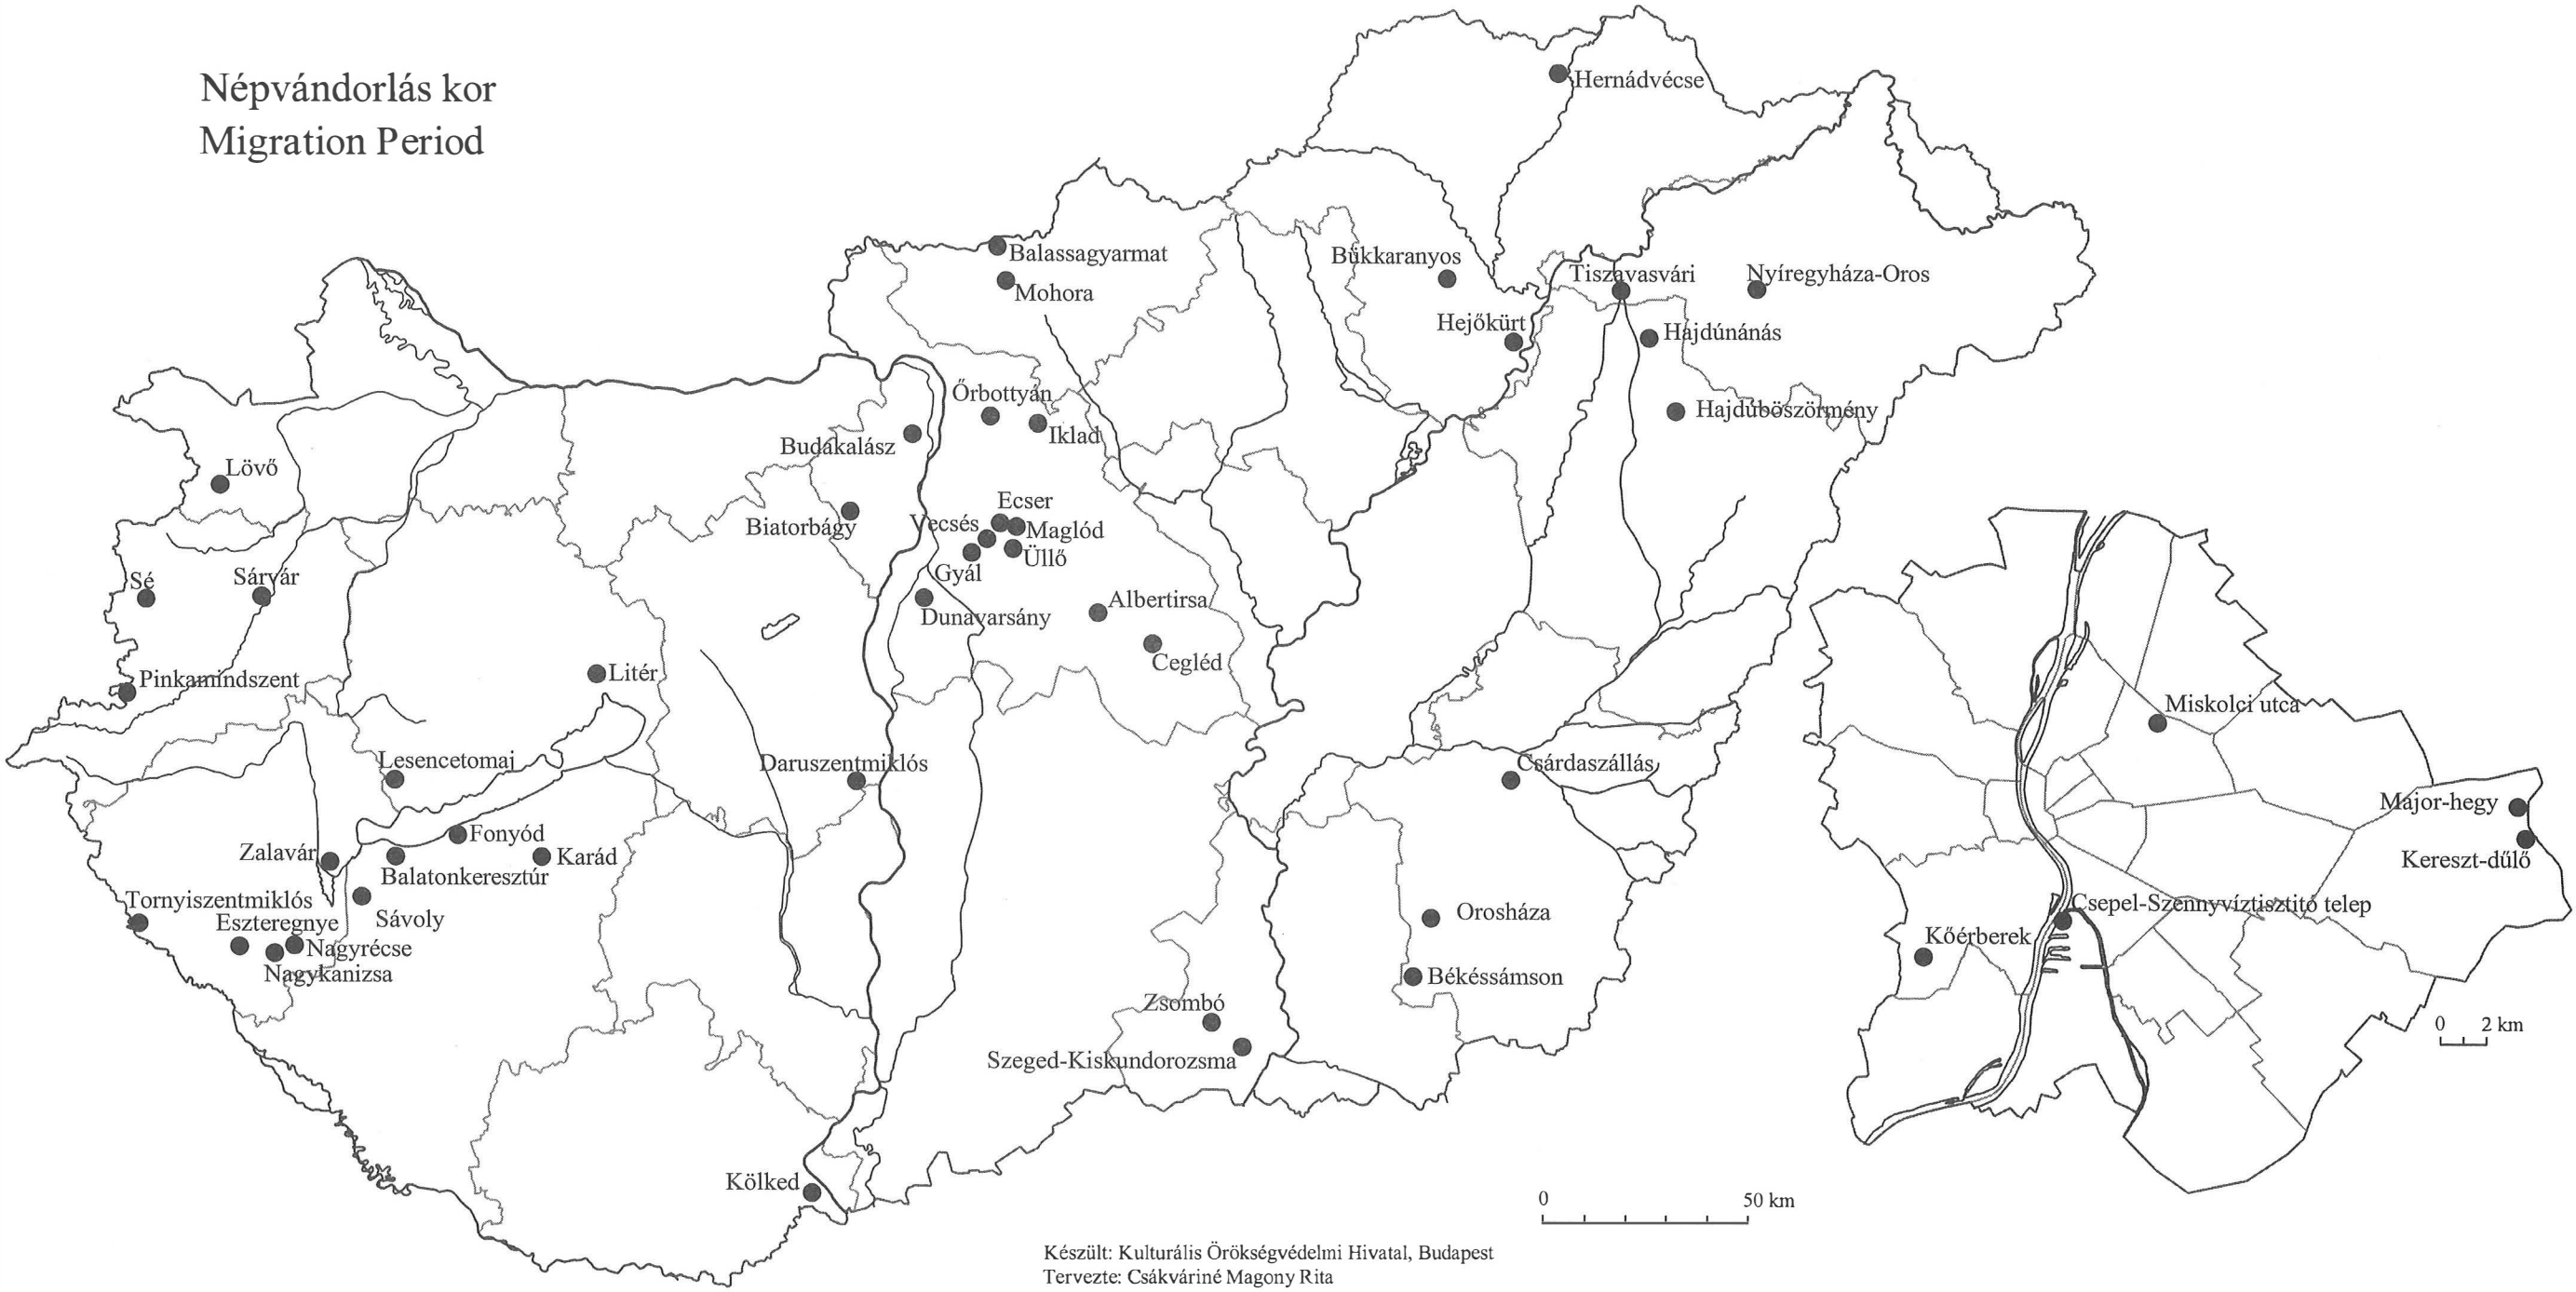 Népvándorlás kor
Migration Period
Hernádvécse
Balassagyarmat
Mohora
Bükkaranyos
Tiszavasvári
Nyíregyháza-Oros
Hejőkürt
Hajdúnánás
Hajdúböszörmény
Őrbottyán
Iklad
Budakalász
Lövő
Ecser
Biatorbágy
Vecsés
Maglód
Üllő
Gyál
Sé
Sárvár
Dunavarsány
Albertirsa
Cegléd
Pinkamindszent
Litér
Lesencetomaj
Daruszentmiklós
Csárdaszállás
Zalavár
Fonyód
Karád
Balatonkeresztúr
Tornyiszentmiklós
Eszteregnye
Sávoly
Nagyrécse
Nagykanizsa
Orosháza
Békéssámson
Zsombó
Szeged-Kiskundorozsma
Kölked
Miskolci utca
Major-hegy
Kereszt-dűlő
Csepel-Szennyvíztisztitó telep
Kőérberek
0 2 km
0 50 km
Készült: Kulturális Örökségvédelmi Hivatal, Budapest
Tervezte: Csákváriné Magony Rita